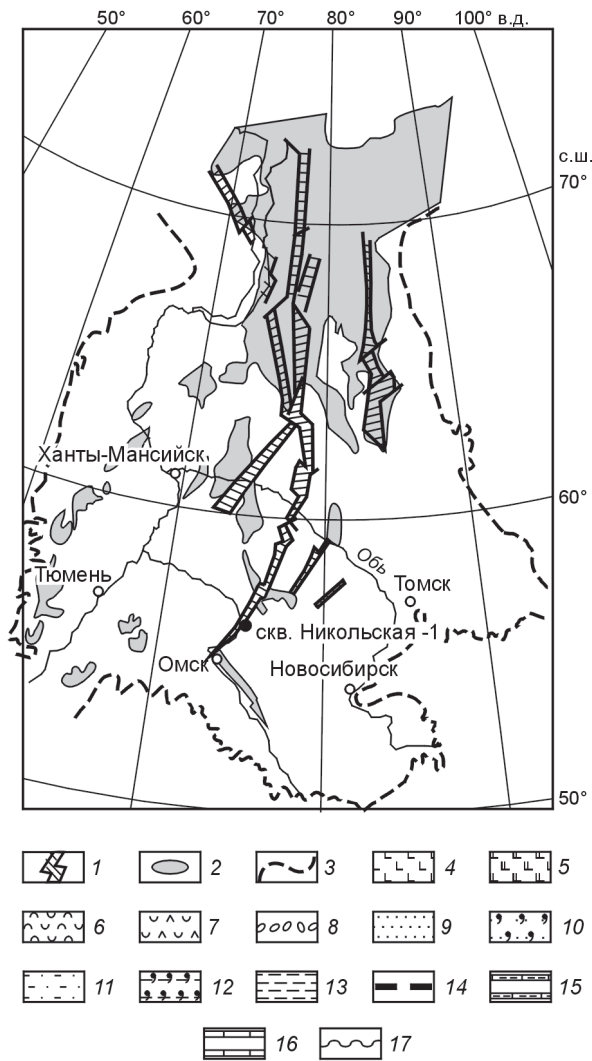 50° 60° 70° 80° 90° 100° в.д.
с.ш.
70°
Ханты-Мансийск
60°
Обь
Тюмень
Томск
скв. Никольская -1
Омск
Новосибирск
50°
1 2 3 4 5
6 7 8 9 10
11 12 13 14 15
16 17